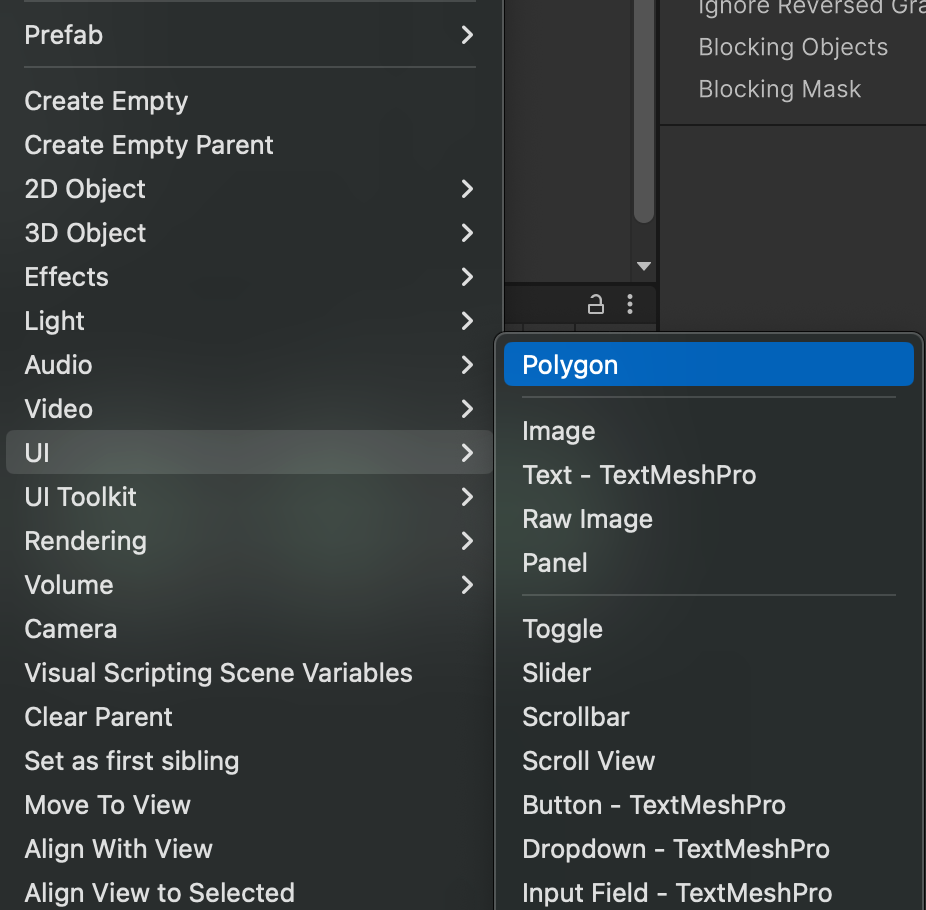 Prefab
Create Empty
Create Empty Parent
2D Object
3D Object
Effects
Light
Audio
Video
UI
UI Toolkit
Rendering
Volume
Camera
Visual Scripting Scene Variables
Clear Parent
Set as first sibling
Move To View
Align With View
Align View to Selected
Ignore Reversed Gra
Blocking Objects
Blocking Mask
Polygon
Image
Text - TextMeshPro
Raw Image
Panel
Toggle
Slider
Scrollbar
Scroll View
Button - TextMeshPro
Dropdown - TextMeshPro
Input Field - TextMeshPro